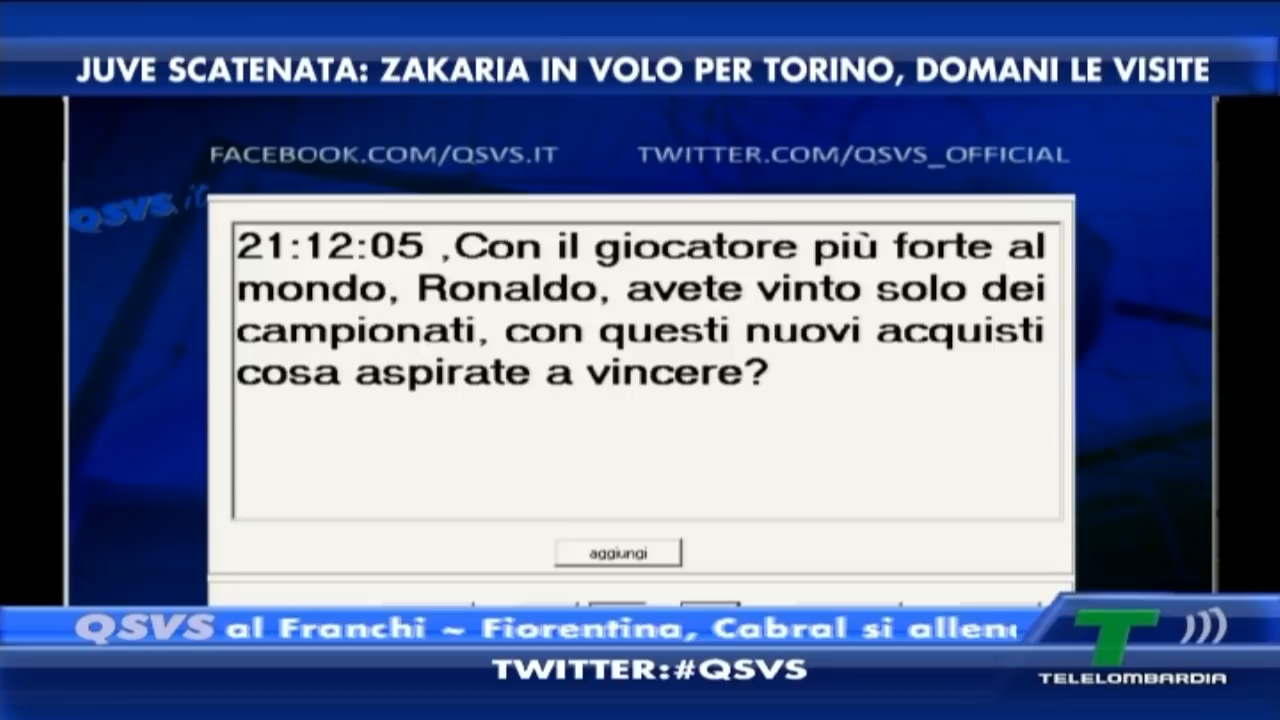 JUVE SCATENATA: ZAKARIA IN VOLO PER TORINO, DOMANI LE VISITE
FACEBOOK.COM/QSVS.IT TWITTER.COM/QSVS_OFFICIAL
QSVS.it
21:12:05 ,Con il giocatore più forte al
mondo, Ronaldo, avete vinto solo dei
campionati, con questi nuovi acquisti
cosa aspirate a vincere?
aggiungi
QSVS al Franchi ~ Fiorentina, Cabral si allen
T
TWITTER:#QSVS
TELELOMBARDIA